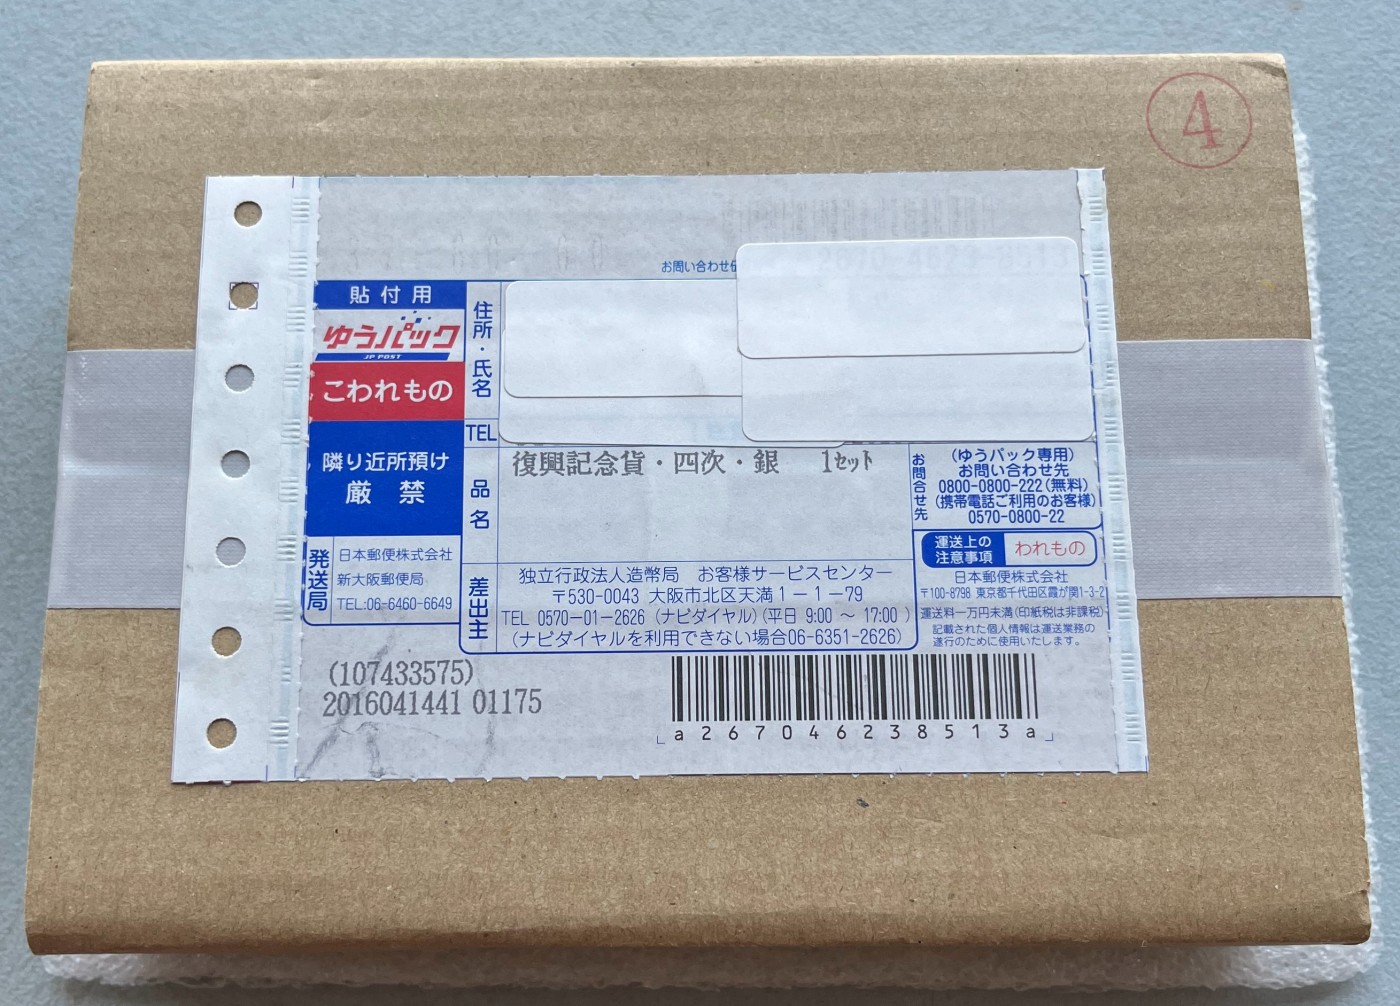 ④
お問い合わせ
貼付用
ゆうパック
JP POST
こわれもの
隣り近所預け
厳禁
発送局
日本郵便株式会社
新大阪郵便局
TEL:06-6460-6649
住所・氏名
TEL
品名
復興記念貨・四次・銀 1セット
差出主
独立行政法人造幣局 お客様サービスセンター
〒530-0043 大阪市北区天満1-1-79
TEL 0570-01-2626 (ナビダイヤル)(平日 9:00 ～ 17:00)
(ナビダイヤルを利用できない場合06-6351-2626)
お問合せ先
(ゆうパック専用)
お問い合わせ先
0800-0800-222(無料)
(携帯電話ご利用のお客様)
0570-0800-22
運送上の
注意事項
われもの
日本郵便株式会社
〒100-8798 東京都千代田区霞が関1-3-2
運送料一万円未満(印紙税は非課税)
記載された個人情報は運送業務の
遂行のために使用いたします。
(107433575)
2016041441 01175
a267046238513a